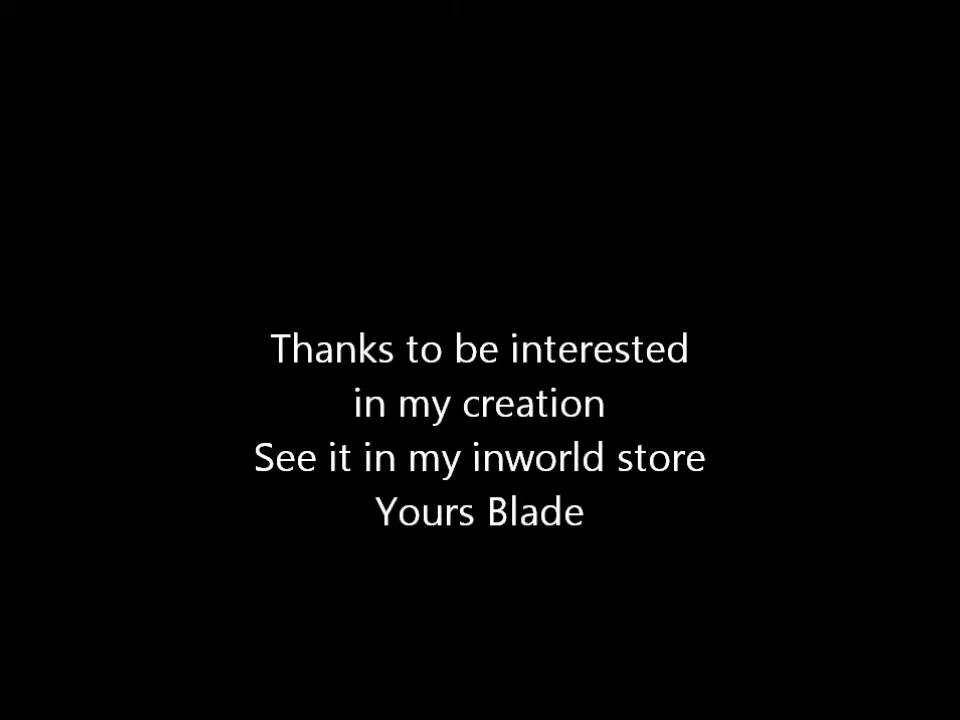 Thanks to be interested
in my creation
See it in my inworld store
Yours Blade